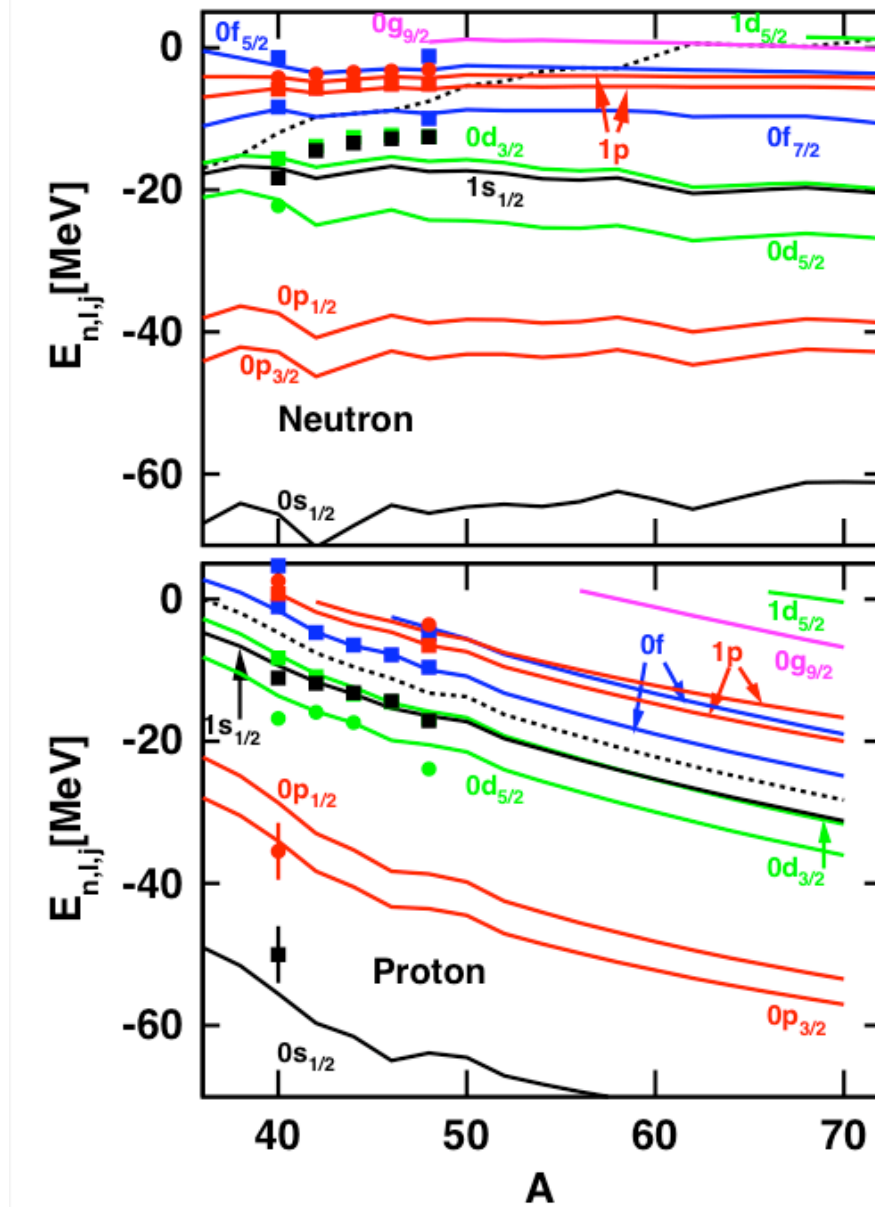 0f5/2 0g9/2 1d5/2
0
0d3/2 1p 0f7/2
-20
1s1/2
0d5/2
En,l,j[MeV]
0p1/2
-40
0p3/2
Neutron
-60
0s1/2
0
1d5/2
0f 1p
0g9/2
1s1/2
-20
En,l,j[MeV]
0p1/2 0d5/2
0d3/2
-40
Proton
0p3/2
-60
0s1/2
40 50 60 70
A